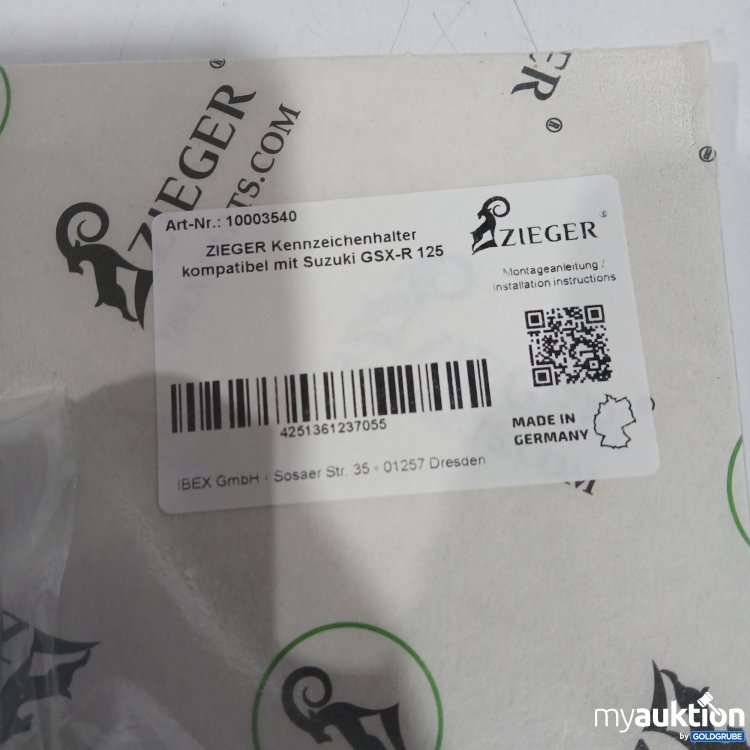 ZIEGER
TS.COM
ER
Art-Nr.: 10003540
ZIEGER Kennzeichenhalter
kompatibel mit Suzuki GSX-R 125
ZIEGER®
Montageanleitung /
installation instructions
4251361237055
MADE IN
GERMANY
IBEX GmbH • Sosaer Str. 35 • 01257 Dresden
myauktion
by GOLDGRUBE